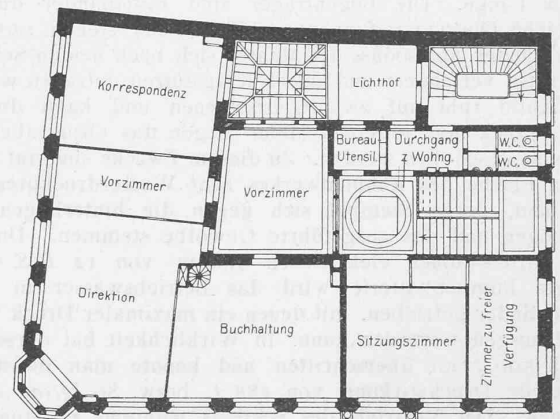 Korrespondenz
Lichthof
Vorzimmer
Vorzimmer
Bureau-
Utensil.
Durchgang
z. Wohng.
W.C.
W.C.
Direktion
Buchhaltung
Sitzungszimmer
Zimmer zu freier
Verfügung